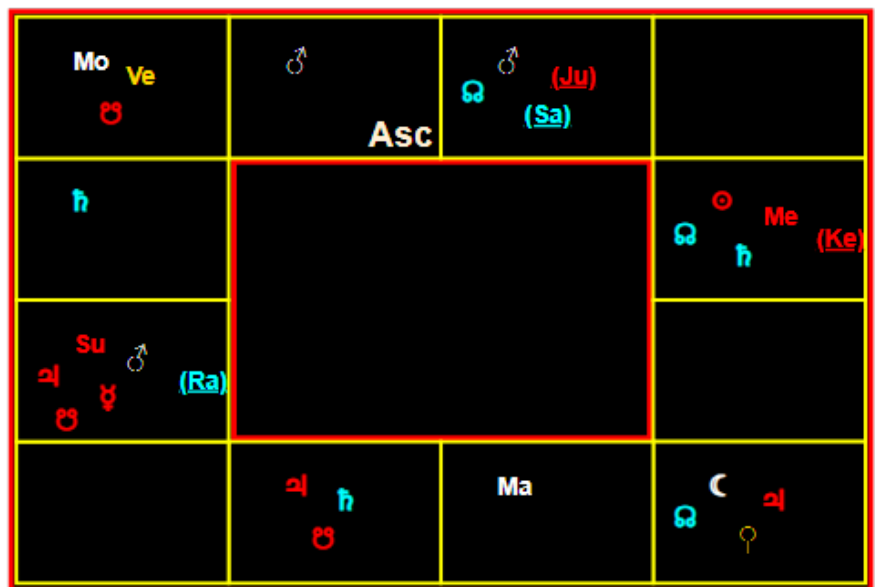 Mo Ve ☋
♂ Asc
♂ (Ju) ☊ (Sa)
♄
☉ Me ☊ ♄ (Ke)
Su ♂ ♃ ☿ (Ra) ☋
♃ ♄ ☋
Ma
☾ ♃ ☊ ♀